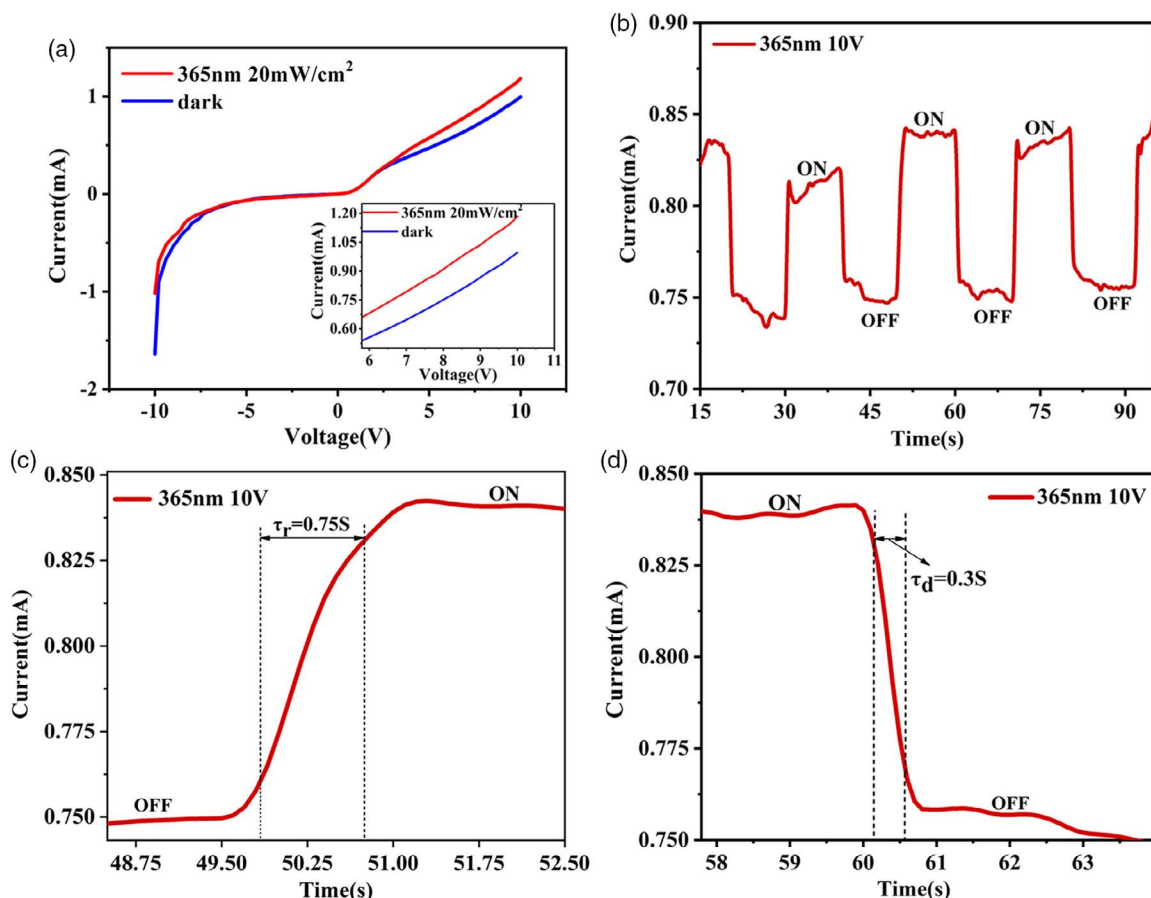 (a)
365nm 20mW/cm²
dark
Current(mA)
1
0
-1
-2
-10
-5
0
5
10
Voltage(V)
365nm 20mW/cm²
dark
Current(mA)
1.20
1.05
0.90
0.75
0.60
6
7
8
9
10
11
Voltage(V)
(b)
365nm 10V
Current(mA)
0.90
0.85
0.80
0.75
0.70
ON
ON
ON
OFF
OFF
OFF
15
30
45
60
75
90
Time(s)
(c)
365nm 10V
Current(mA)
0.850
0.825
0.800
0.775
0.750
τr=0.75S
ON
OFF
48.75
49.50
50.25
51.00
51.75
52.50
Time(s)
(d)
365nm 10V
Current(mA)
0.850
0.825
0.800
0.775
0.750
ON
τd=0.3S
OFF
58
59
60
61
62
63
Time(s)